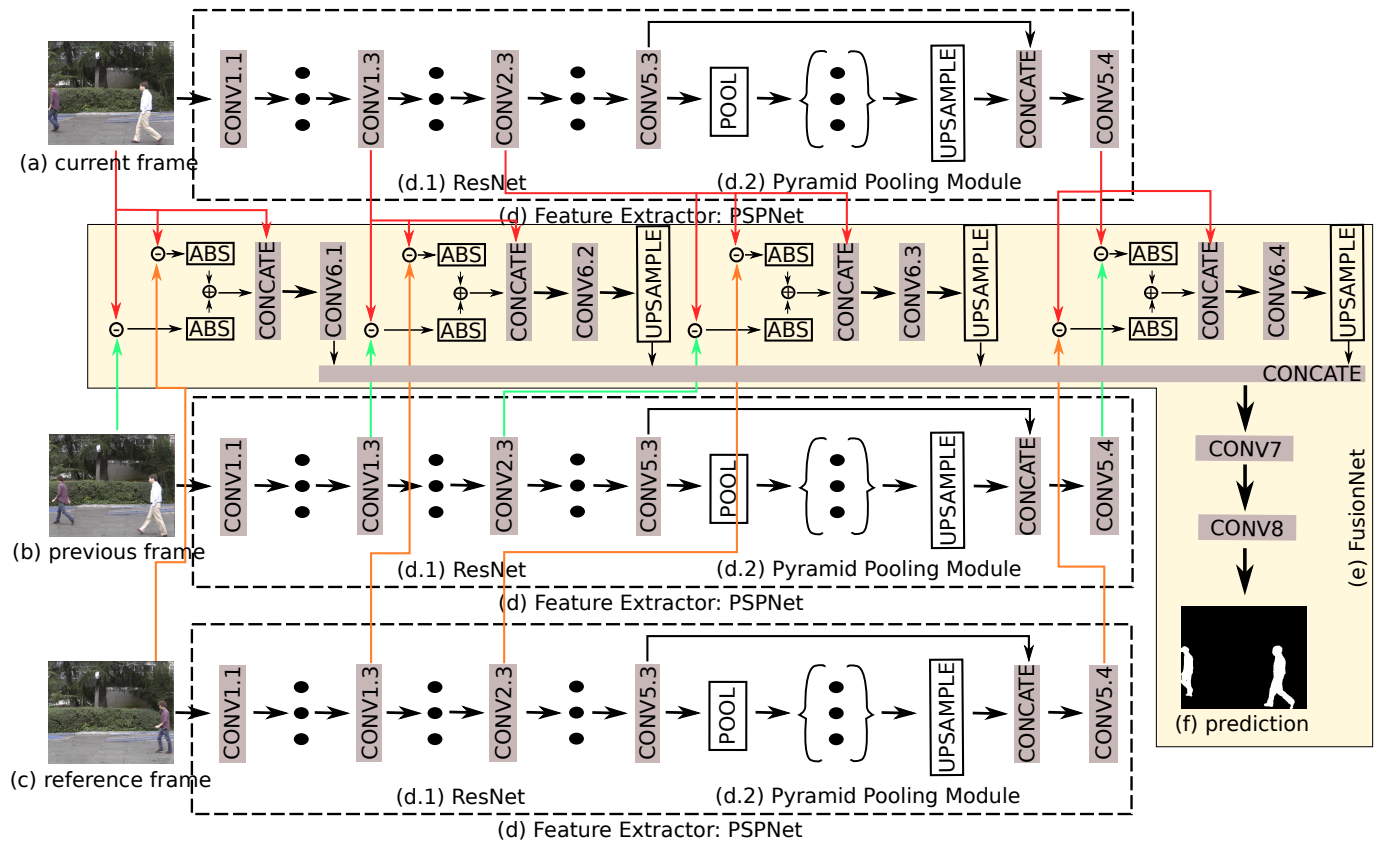 CONV1.1
CONV1.3
CONV2.3
CONV5.3
POOL
UPSAMPLE
CONCATE
CONV5.4
(a) current frame
(d.1) ResNet
(d.2) Pyramid Pooling Module
(d) Feature Extractor: PSPNet
ABS
ABS
CONCATE
CONV6.1
ABS
ABS
CONCATE
CONV6.2
UPSAMPLE
ABS
ABS
CONCATE
CONV6.3
UPSAMPLE
ABS
ABS
CONCATE
CONV6.4
UPSAMPLE
CONCATE
CONV7
CONV8
(e) FusionNet
(f) prediction
CONV1.1
CONV1.3
CONV2.3
CONV5.3
POOL
UPSAMPLE
CONCATE
CONV5.4
(b) previous frame
(d.1) ResNet
(d.2) Pyramid Pooling Module
(d) Feature Extractor: PSPNet
CONV1.1
CONV1.3
CONV2.3
CONV5.3
POOL
UPSAMPLE
CONCATE
CONV5.4
(c) reference frame
(d.1) ResNet
(d.2) Pyramid Pooling Module
(d) Feature Extractor: PSPNet